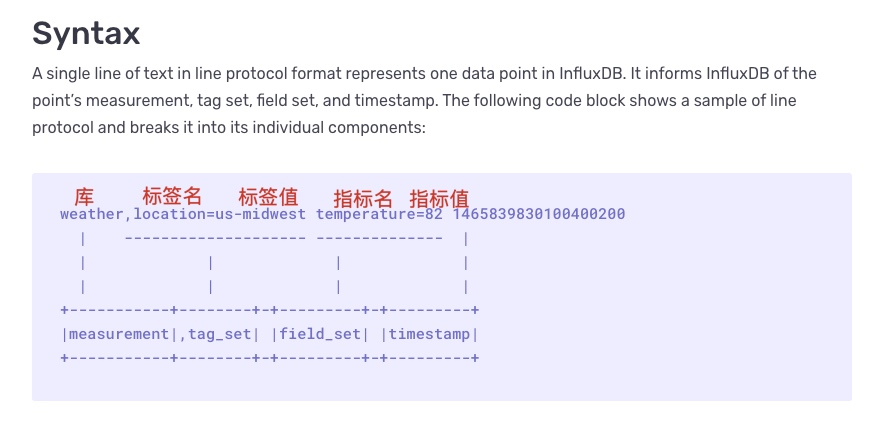 Syntax
A single line of text in line protocol format represents one data point in InfluxDB. It informs InfluxDB of the
point's measurement, tag set, field set, and timestamp. The following code block shows a sample of line
protocol and breaks it into its individual components:
库 标签名 标签值 指标名 指标值
weather,location=us-midwest temperature=82 1465839830100400200
  |    -------------------- --------------  |
  |             |             |             |
  |             |             |             |
+-----------+--------+-+---------+-+---------+
|measurement|,tag_set| |field_set| |timestamp|
+-----------+--------+-+---------+-+---------+